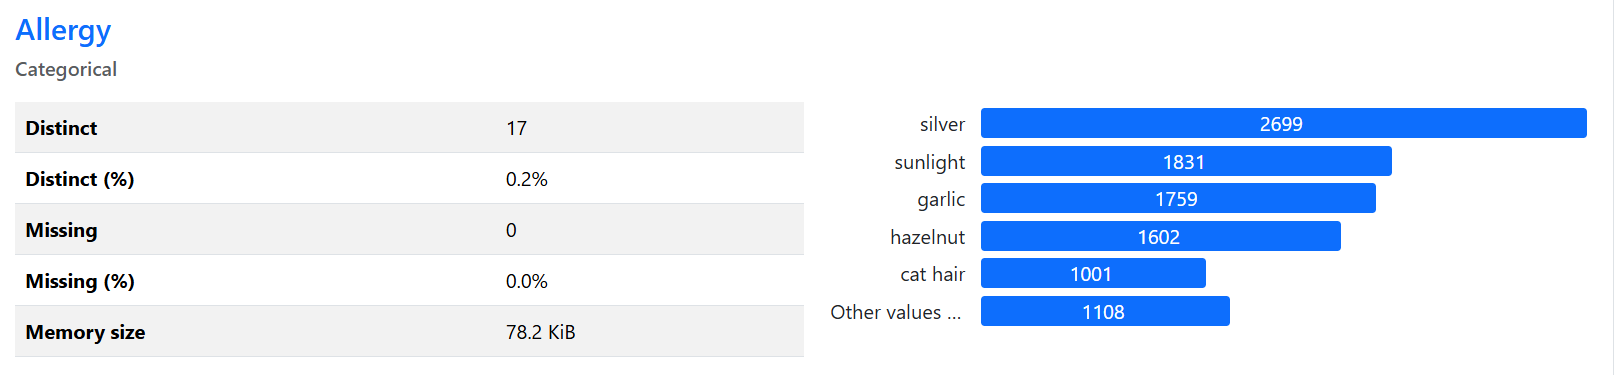 Allergy
Categorical
Distinct 17
Distinct (%) 0.2%
Missing 0
Missing (%) 0.0%
Memory size 78.2 KiB
silver 2699
sunlight 1831
garlic 1759
hazelnut 1602
cat hair 1001
Other values ... 1108